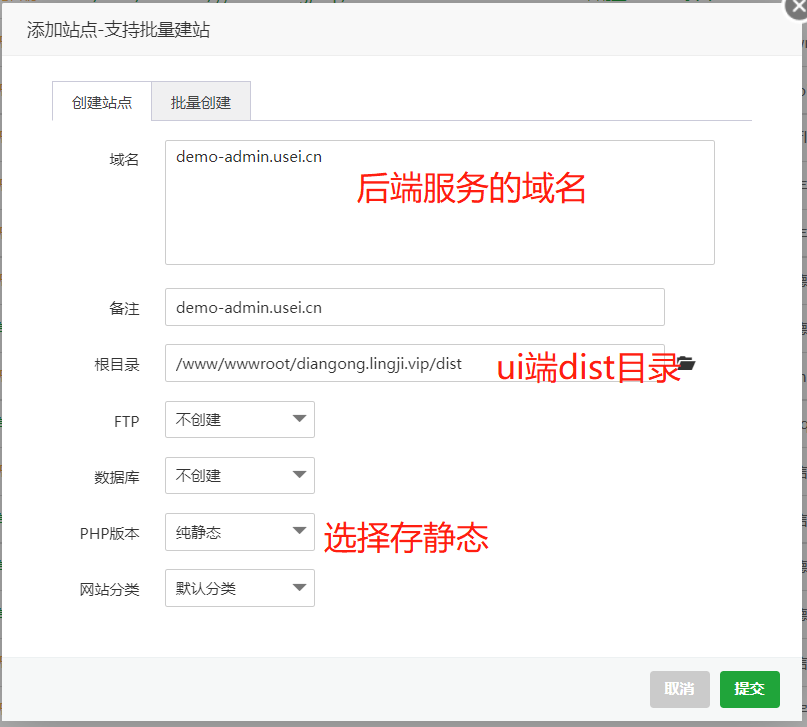 添加站点-支持批量建站
创建站点 批量创建
域名 demo-admin.usei.cn
后端服务的域名
备注 demo-admin.usei.cn
根目录 /www/wwwroot/diangong.lingji.vip/dist ui端dist目录
FTP 不创建
数据库 不创建
PHP版本 纯静态 选择存静态
网站分类 默认分类
取消 提交